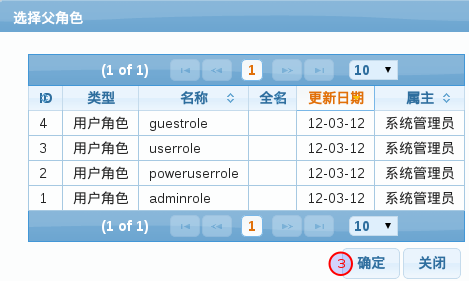 选择父角色
(1 of 1) 1 10
ID 类型 名称 全名 更新日期 属主
4 用户角色 guestrole 12-03-12 系统管理员
3 用户角色 userrole 12-03-12 系统管理员
2 用户角色 poweruserrole 12-03-12 系统管理员
1 用户角色 adminrole 12-03-12 系统管理员
(1 of 1) 1 10
3 确定 关闭